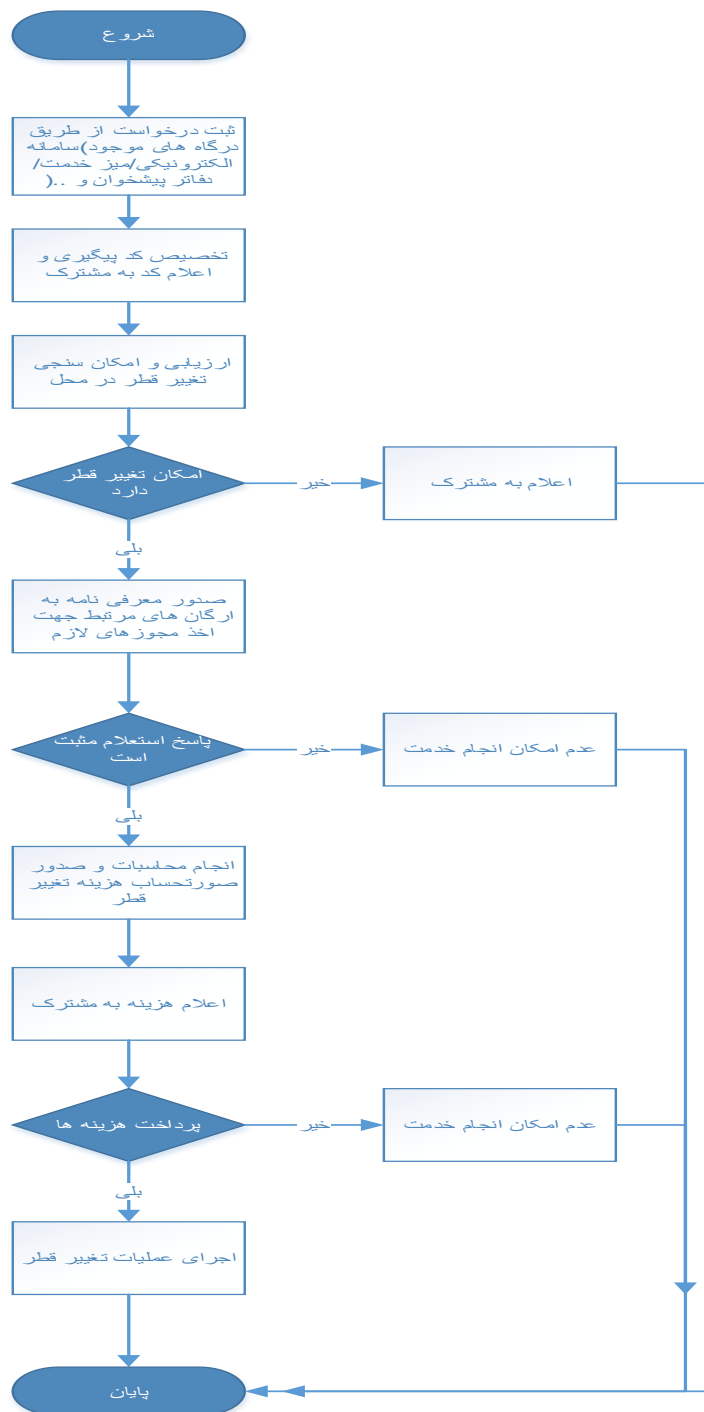 شروع
ثبت درخواست از طریق
درگاه های موجود)سامانه
الکترونیکی/میز خدمت/
دفاتر پیشخوان و ..(
تخصیص کد پیگیری و
اعلام کد به مشترک
ارزیابی و امکان سنجی
تغییر قطر در محل
امکان تغییر قطر
دارد
خیر
اعلام به مشترک
بلی
صدور معرفی نامه به
ارگان های مرتبط جهت
اخذ مجوزهای لازم
پاسخ استعلام مثبت
است
خیر
عدم امکان انجام خدمت
بلی
انجام محاسبات و صدور
صورتحساب هزینه تغییر
قطر
اعلام هزینه به مشترک
پرداخت هزینه ها
خیر
عدم امکان انجام خدمت
بلی
اجرای عملیات تغییر قطر
پایان